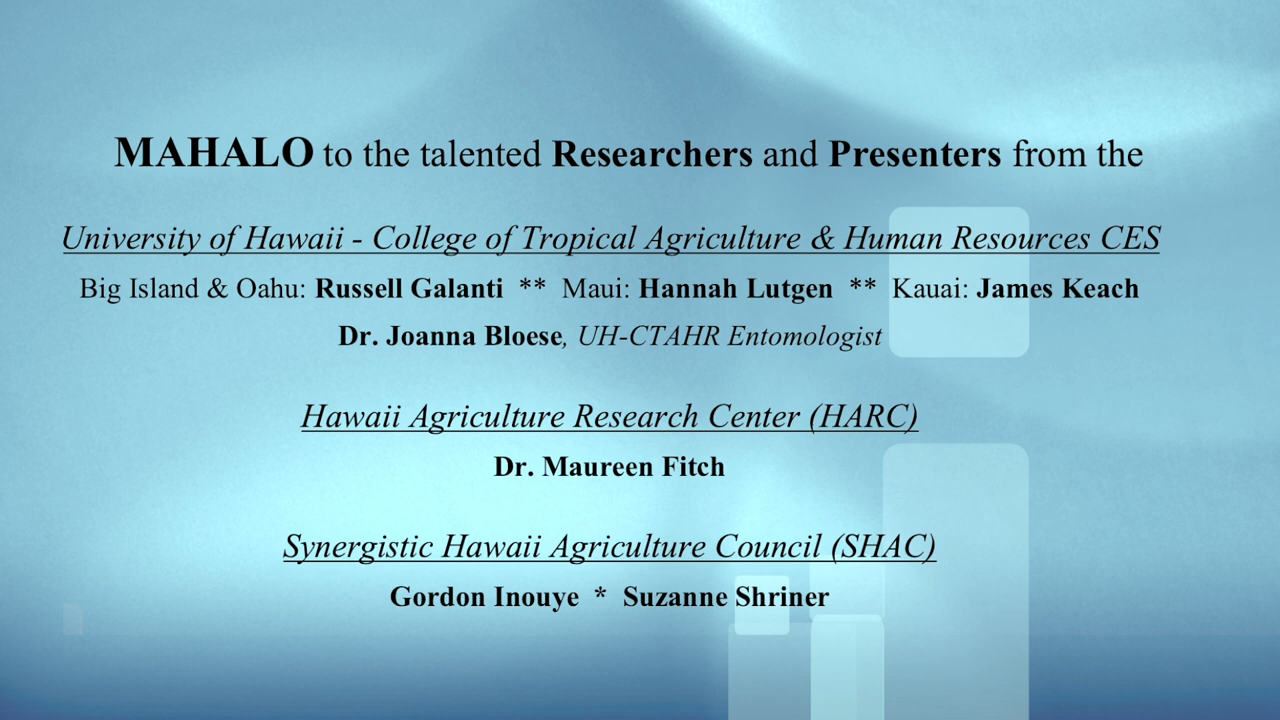 MAHALO to the talented Researchers and Presenters from the
University of Hawaii - College of Tropical Agriculture & Human Resources CES
Big Island & Oahu: Russell Galanti ** Maui: Hannah Lutgen ** Kauai: James Keach
Dr. Joanna Bloese, UH-CTAHR Entomologist
Hawaii Agriculture Research Center (HARC)
Dr. Maureen Fitch
Synergistic Hawaii Agriculture Council (SHAC)
Gordon Inouye * Suzanne Shriner